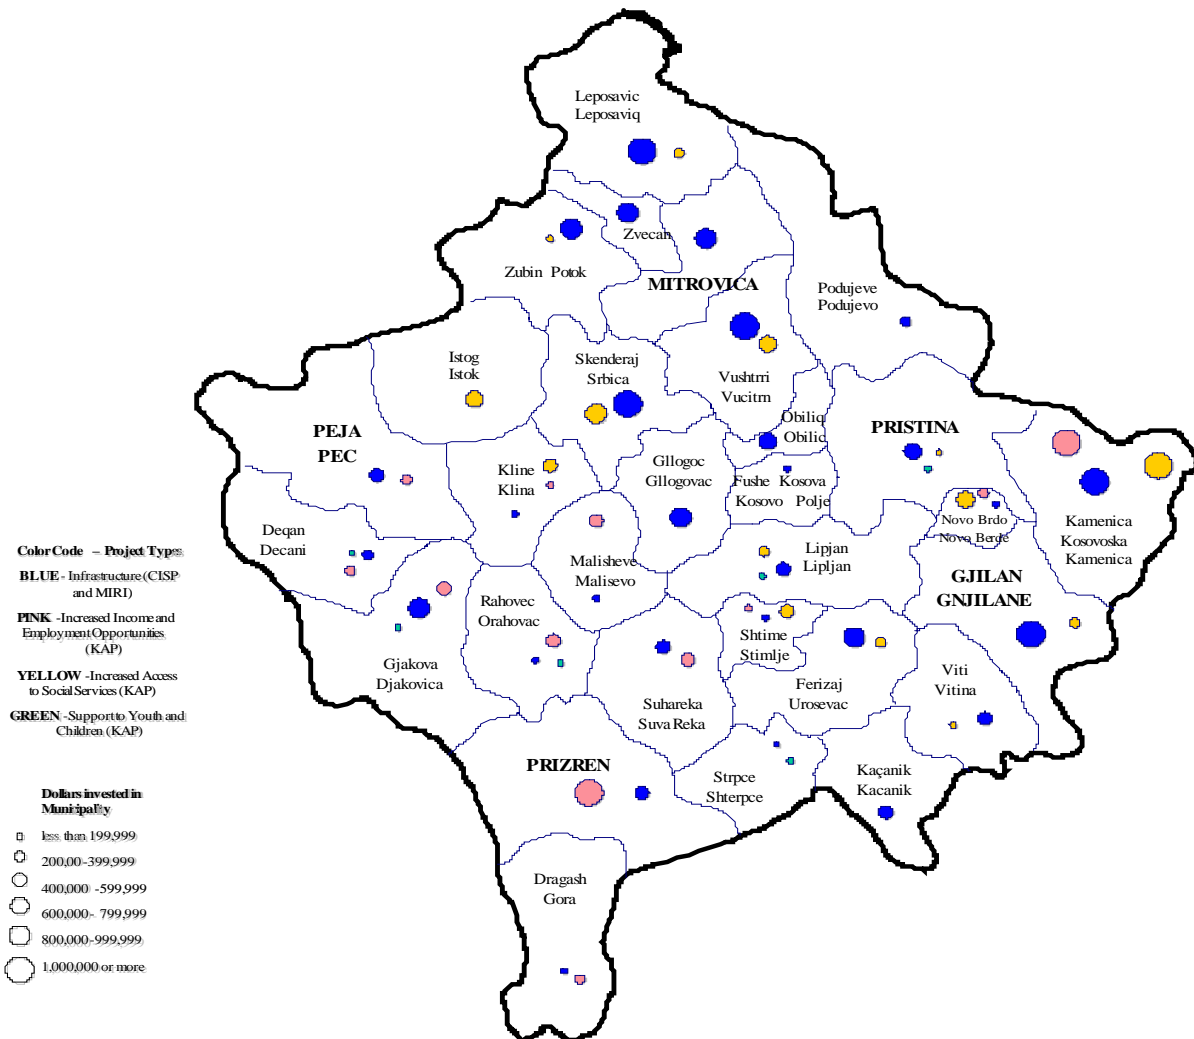 Leposavic
Leposaviq
Zvecan
Zubin Potok
MITROVICA
Podujeve
Podujevo
Istog
Istok
Skenderaj
Srbica
Vushtrri
Vucitrn
Obiliq
Obilic
PRISTINA
PEJA
PEC
Kline
Klina
Gllogoc
Gllogovac
Fushe Kosova
Kosovo Polje
Novo Brdo
Novo Berde
Kamenica
Kosovoska
Kamenica
Deqan
Decani
Malisheve
Malisevo
Lipjan
Lipljan
GJILAN
GNJILANE
Rahovec
Orahovac
Shtime
Stimlje
Gjakova
Djakovica
Suhareka
Suva Reka
Ferizaj
Urosevac
Viti
Vitina
PRIZREN
Strpce
Shterpce
Kaçanik
Kacanik
Dragash
Gora
Color Code – Project Types
BLUE - Infrastructure (CISP
and MIRI)
PINK -Increased Income and
Employment Opportunities
(KAP)
YELLOW -Increased Access
to Social Services (KAP)
GREEN -Support to Youth and
Children (KAP)
Dollars invested in
Municipality
less than 199,999
200,00-399,999
400,000 -599,999
600,000- 799,999
800,000-999,999
1,000,000 or more